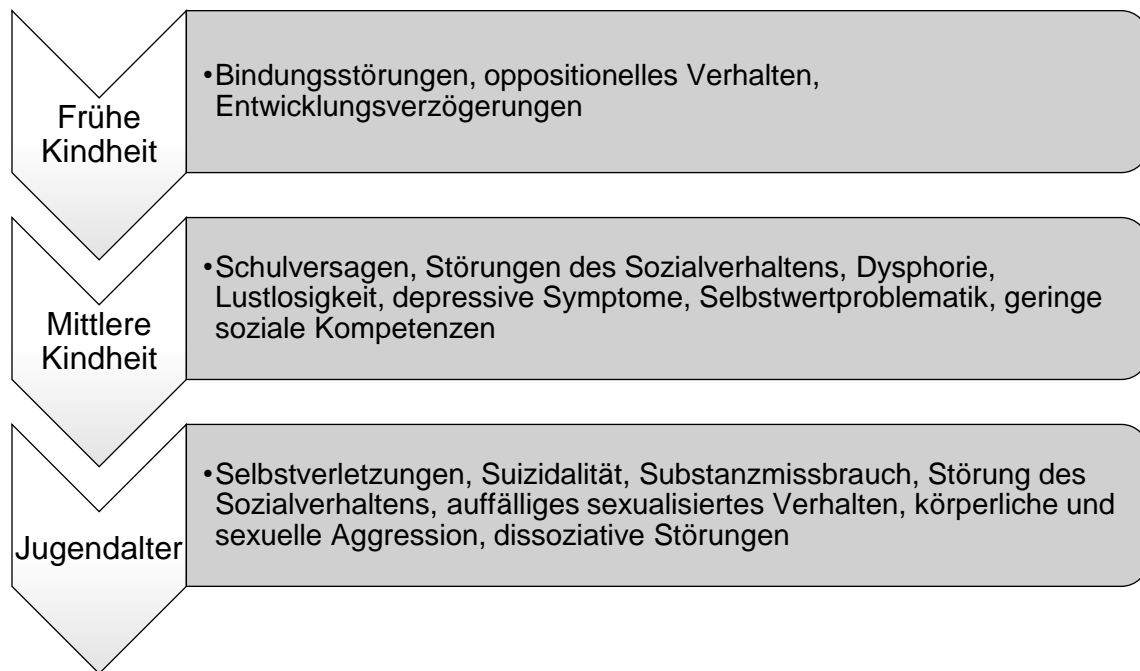 Frühe
Kindheit
•Bindungsstörungen, oppositionelles Verhalten,
Entwicklungsverzögerungen
Mittlere
Kindheit
•Schulversagen, Störungen des Sozialverhaltens, Dysphorie,
Lustlosigkeit, depressive Symptome, Selbstwertproblematik, geringe
soziale Kompetenzen
Jugendalter
•Selbstverletzungen, Suizidalität, Substanzmissbrauch, Störung des
Sozialverhaltens, auffälliges sexualisiertes Verhalten, körperliche und
sexuelle Aggression, dissoziative Störungen